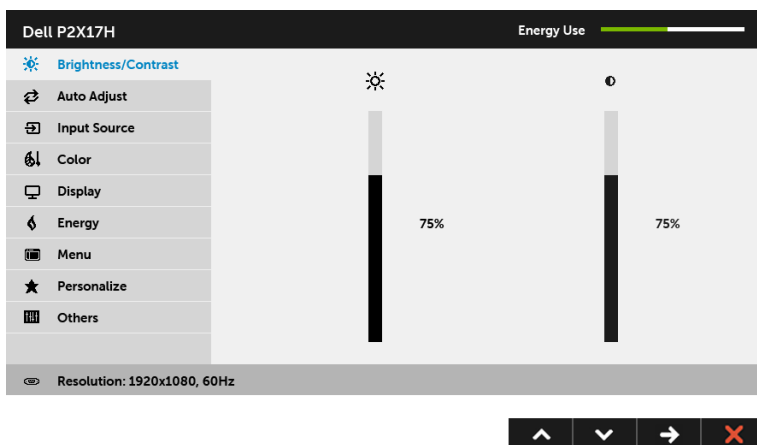 Dell P2X17H Energy Use
Brightness/Contrast
Auto Adjust
Input Source
Color
Display
Energy
75% 75%
Menu
Personalize
Others
Resolution: 1920x1080, 60Hz